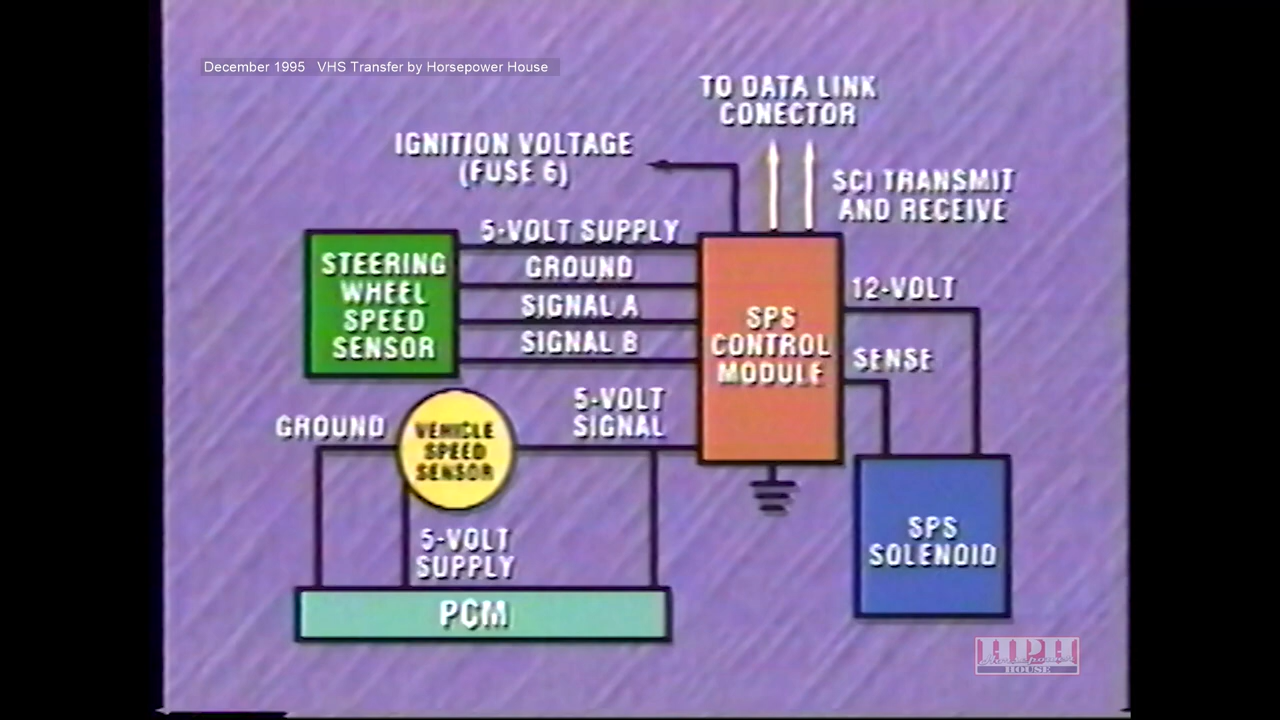 December 1995   VHS Transfer by Horsepower House
TO DATA LINK
CONECTOR
IGNITION VOLTAGE
(FUSE 6)
SCI TRANSMIT
AND RECEIVE
5-VOLT SUPPLY
GROUND
SIGNAL A
SIGNAL B
STEERING
WHEEL
SPEED
SENSOR
SPS
CONTROL
MODULE
12-VOLT
SENSE
5-VOLT
SIGNAL
GROUND
VEHICLE
SPEED
SENSOR
5-VOLT
SUPPLY
SPS
SOLENOID
PCM
HPH
Horsepower
HOUSE